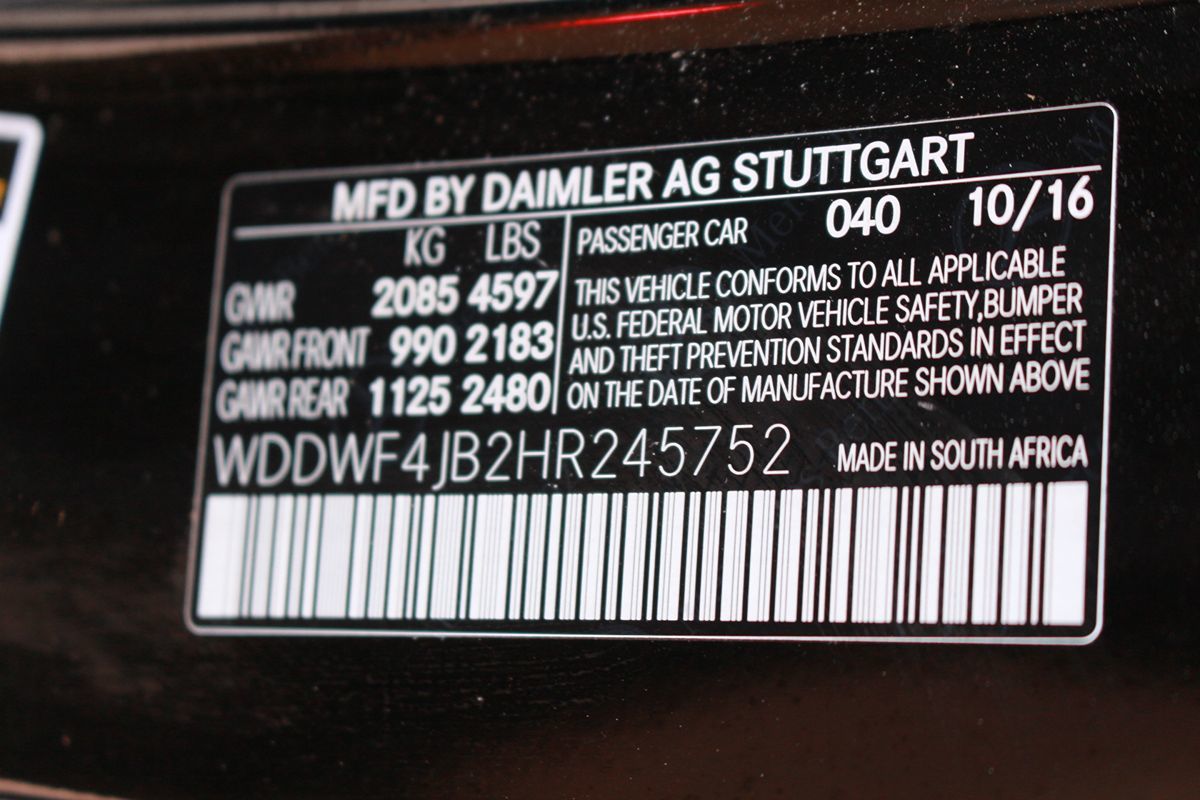 MFD BY DAIMLER AG STUTTGART
KG LBS
GVWR 2085 4597
GAWR FRONT 990 2183
GAWR REAR 1125 2480
PASSENGER CAR 040 10/16
THIS VEHICLE CONFORMS TO ALL APPLICABLE
U.S. FEDERAL MOTOR VEHICLE SAFETY,BUMPER
AND THEFT PREVENTION STANDARDS IN EFFECT
ON THE DATE OF MANUFACTURE SHOWN ABOVE
WDDWF4JB2HR245752 MADE IN SOUTH AFRICA